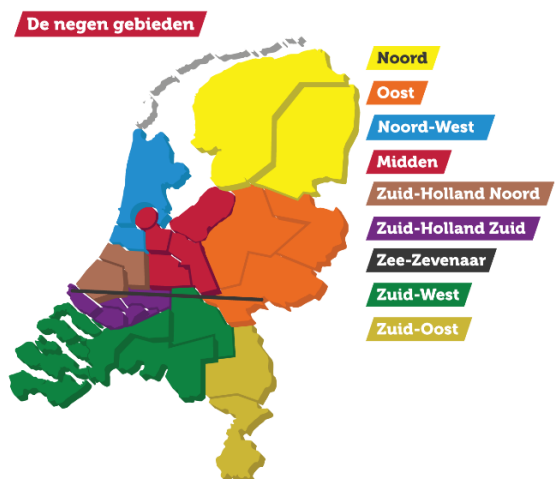 De negen gebieden
Noord
Oost
Noord-West
Midden
Zuid-Holland Noord
Zuid-Holland Zuid
Zee-Zevenaar
Zuid-West
Zuid-Oost